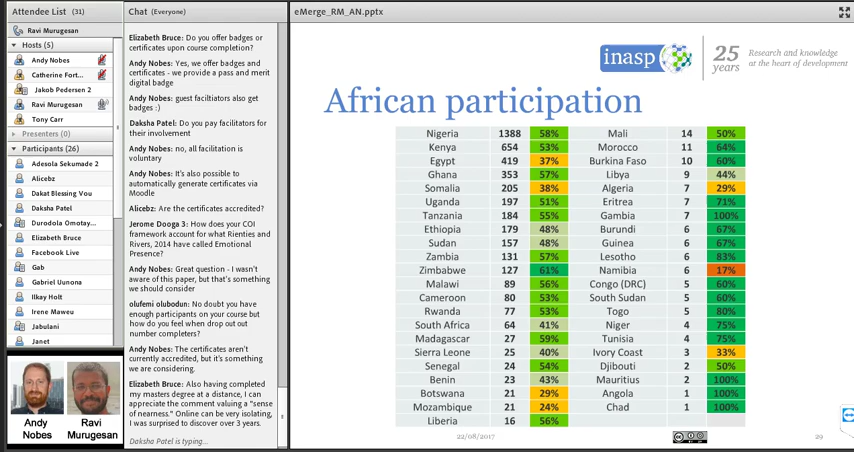 Attendee List (31)
Ravi Murugesan
Hosts (5)
Andy Nobes
Catherine Fort...
Jakob Pedersen 2
Ravi Murugesan
Tony Carr
Presenters (0)
Participants (26)
Adesola Sekumade 2
Alicebz
Dakat Blessing Vou
Daksha Patel
Durodola Omotay...
Elizabeth Bruce
Facebook Live
Gab
Gabriel Uunona
Ilkay Holt
Irene Maweu
Jabulani
Janet
Andy
Nobes
Ravi
Murugesan
Chat (Everyone)
Elizabeth Bruce: Do you offer badges or
certificates upon course completion?
Andy Nobes: Yes, we offer badges and
certificates - we provide a pass and merit
digital badge
Andy Nobes: guest faciltiators also get
badges :)
Daksha Patel: Do you pay facilitators for
their involvement
Andy Nobes: no, all facilitation is
voluntary
Andy Nobes: It's also possible to
automatically generate certificates via
Moodle
Alicebz: Are the certificates accredited?
Jerome Dooga 3: How does your COI
framework account for what Rienties and
Rivers, 2014 have called Emotional
Presence?
Andy Nobes: Great question - I wasn't
aware of this paper, but that's something
we should consider
olufemi olubodun: No doubt you have
enough participants on your course but
how do you feel when drop out out
number completers?
Andy Nobes: The certificates aren't
currently accredited, but it's something
we are considering.
Elizabeth Bruce: Also having completed
my masters degree at a distance, I can
appreciate the comment valuing a "sense
of nearness." Online can be very isolating,
I was surprised to discover over 3 years.
Daksha Patel is typing...
eMerge_RM_AN.pptx
inasp
25
years
Research and knowledge
at the heart of development
African participation
Nigeria 1388 58% Mali 14 50%
Kenya 654 53% Morocco 11 64%
Egypt 419 37% Burkina Faso 10 60%
Ghana 353 57% Libya 9 44%
Somalia 205 38% Algeria 7 29%
Uganda 197 51% Eritrea 7 71%
Tanzania 184 55% Gambia 7 100%
Ethiopia 179 48% Burundi 6 67%
Sudan 157 48% Guinea 6 67%
Zambia 131 57% Lesotho 6 83%
Zimbabwe 127 61% Namibia 6 17%
Malawi 89 56% Congo (DRC) 5 60%
Cameroon 80 53% South Sudan 5 60%
Rwanda 77 53% Togo 5 80%
South Africa 64 41% Niger 4 75%
Madagascar 27 59% Tunisia 4 75%
Sierra Leone 25 40% Ivory Coast 3 33%
Senegal 24 54% Djibouti 2 50%
Benin 23 43% Mauritius 2 100%
Botswana 21 29% Angola 1 100%
Mozambique 21 24% Chad 1 100%
Liberia 16 56%
22/08/2017
29